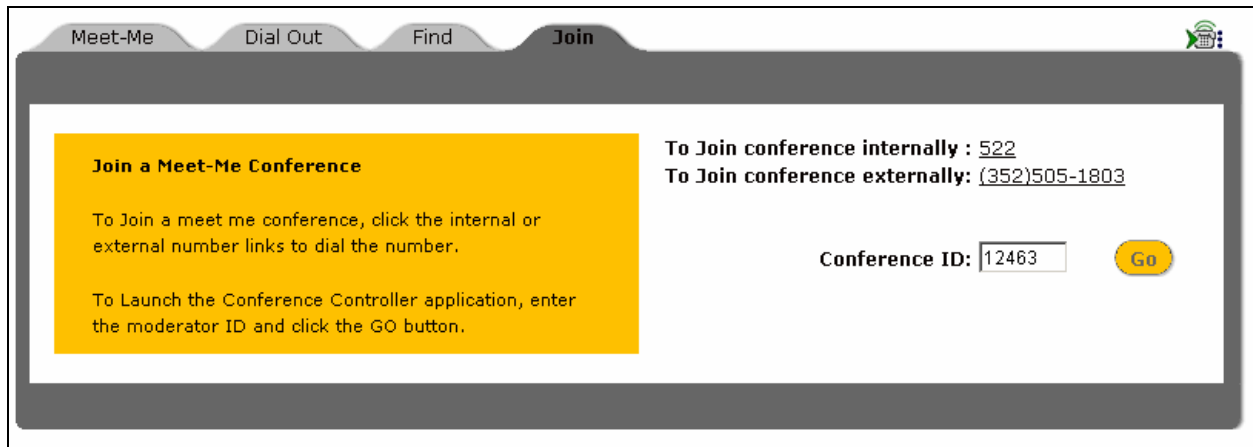 Meet-Me Dial Out Find Join
Join a Meet-Me Conference
To Join a meet me conference, click the internal or
external number links to dial the number.
To Launch the Conference Controller application, enter
the moderator ID and click the GO button.
To Join conference internally : 522
To Join conference externally: (352)505-1803
Conference ID: 12463 Go